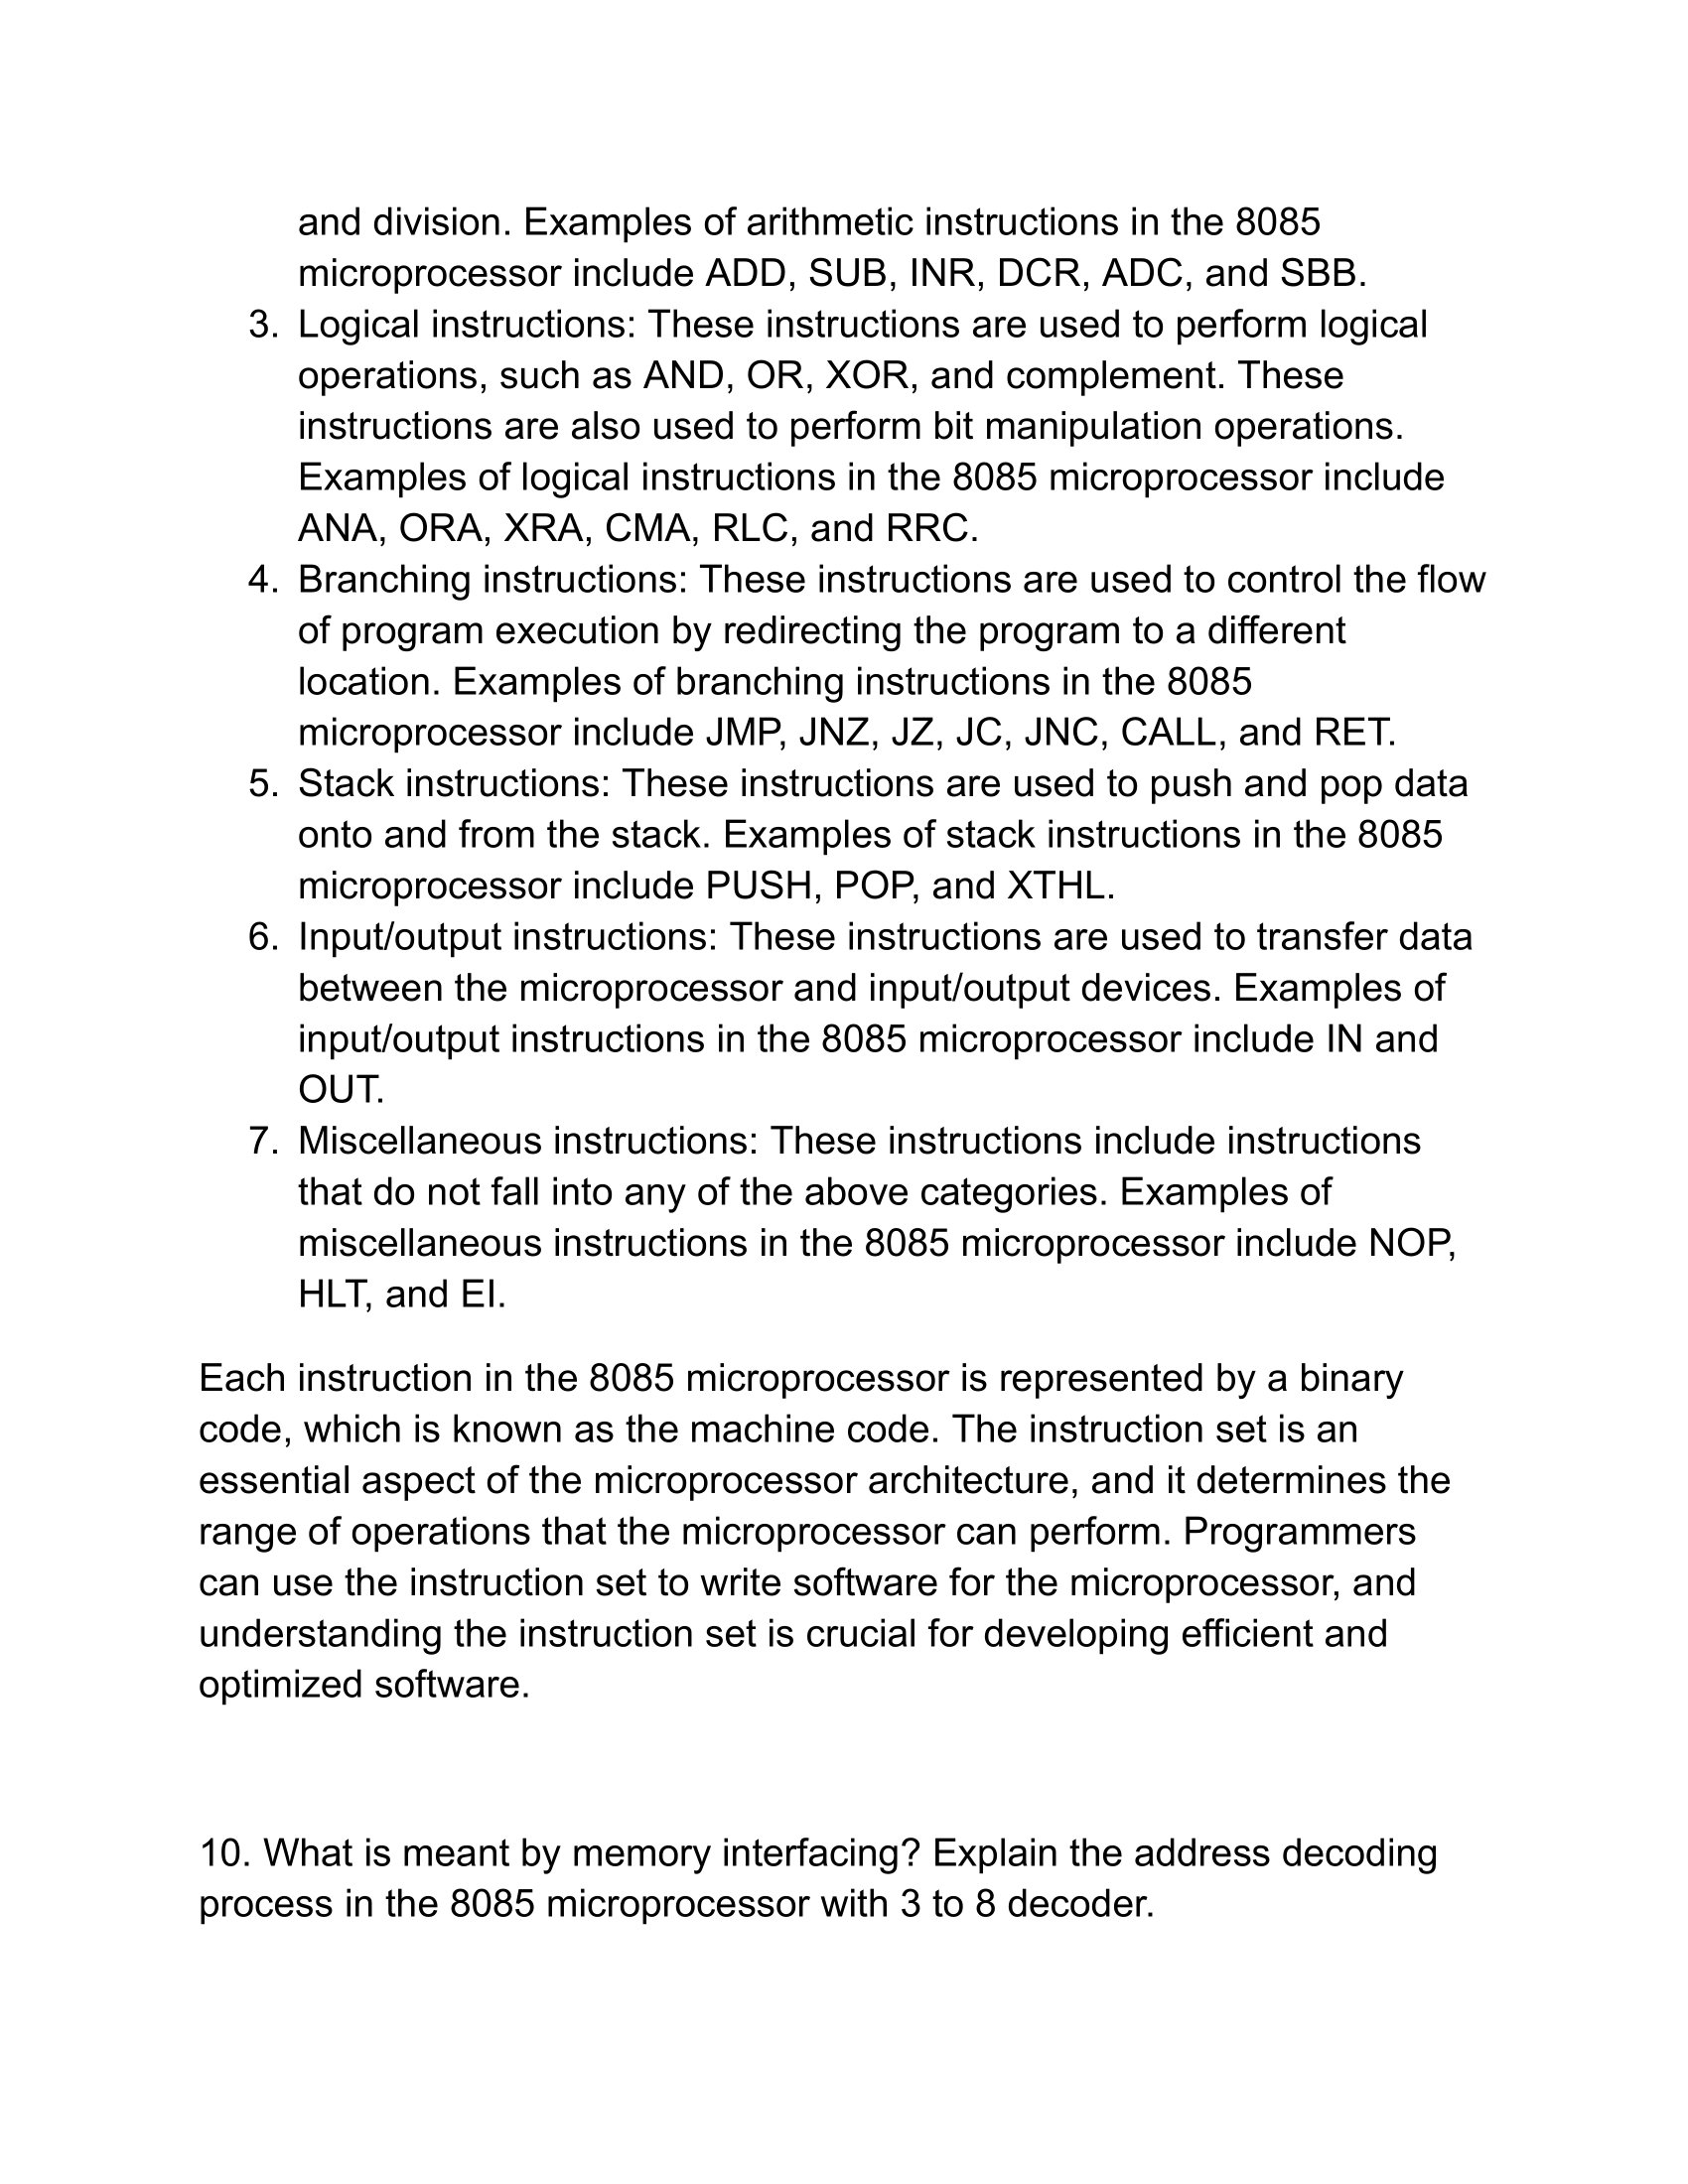 and division. Examples of arithmetic instructions in the 8085
microprocessor include ADD, SUB, INR, DCR, ADC, and SBB.
3. Logical instructions: These instructions are used to perform logical
operations, such as AND, OR, XOR, and complement. These
instructions are also used to perform bit manipulation operations.
Examples of logical instructions in the 8085 microprocessor include
ANA, ORA, XRA, CMA, RLC, and RRC.
4. Branching instructions: These instructions are used to control the flow
of program execution by redirecting the program to a different
location. Examples of branching instructions in the 8085
microprocessor include JMP, JNZ, JZ, JC, JNC, CALL, and RET.
5. Stack instructions: These instructions are used to push and pop data
onto and from the stack. Examples of stack instructions in the 8085
microprocessor include PUSH, POP, and XTHL.
6. Input/output instructions: These instructions are used to transfer data
between the microprocessor and input/output devices. Examples of
input/output instructions in the 8085 microprocessor include IN and
OUT.
7. Miscellaneous instructions: These instructions include instructions
that do not fall into any of the above categories. Examples of
miscellaneous instructions in the 8085 microprocessor include NOP,
HLT, and EI.
Each instruction in the 8085 microprocessor is represented by a binary
code, which is known as the machine code. The instruction set is an
essential aspect of the microprocessor architecture, and it determines the
range of operations that the microprocessor can perform. Programmers
can use the instruction set to write software for the microprocessor, and
understanding the instruction set is crucial for developing efficient and
optimized software.
10. What is meant by memory interfacing? Explain the address decoding
process in the 8085 microprocessor with 3 to 8 decoder.